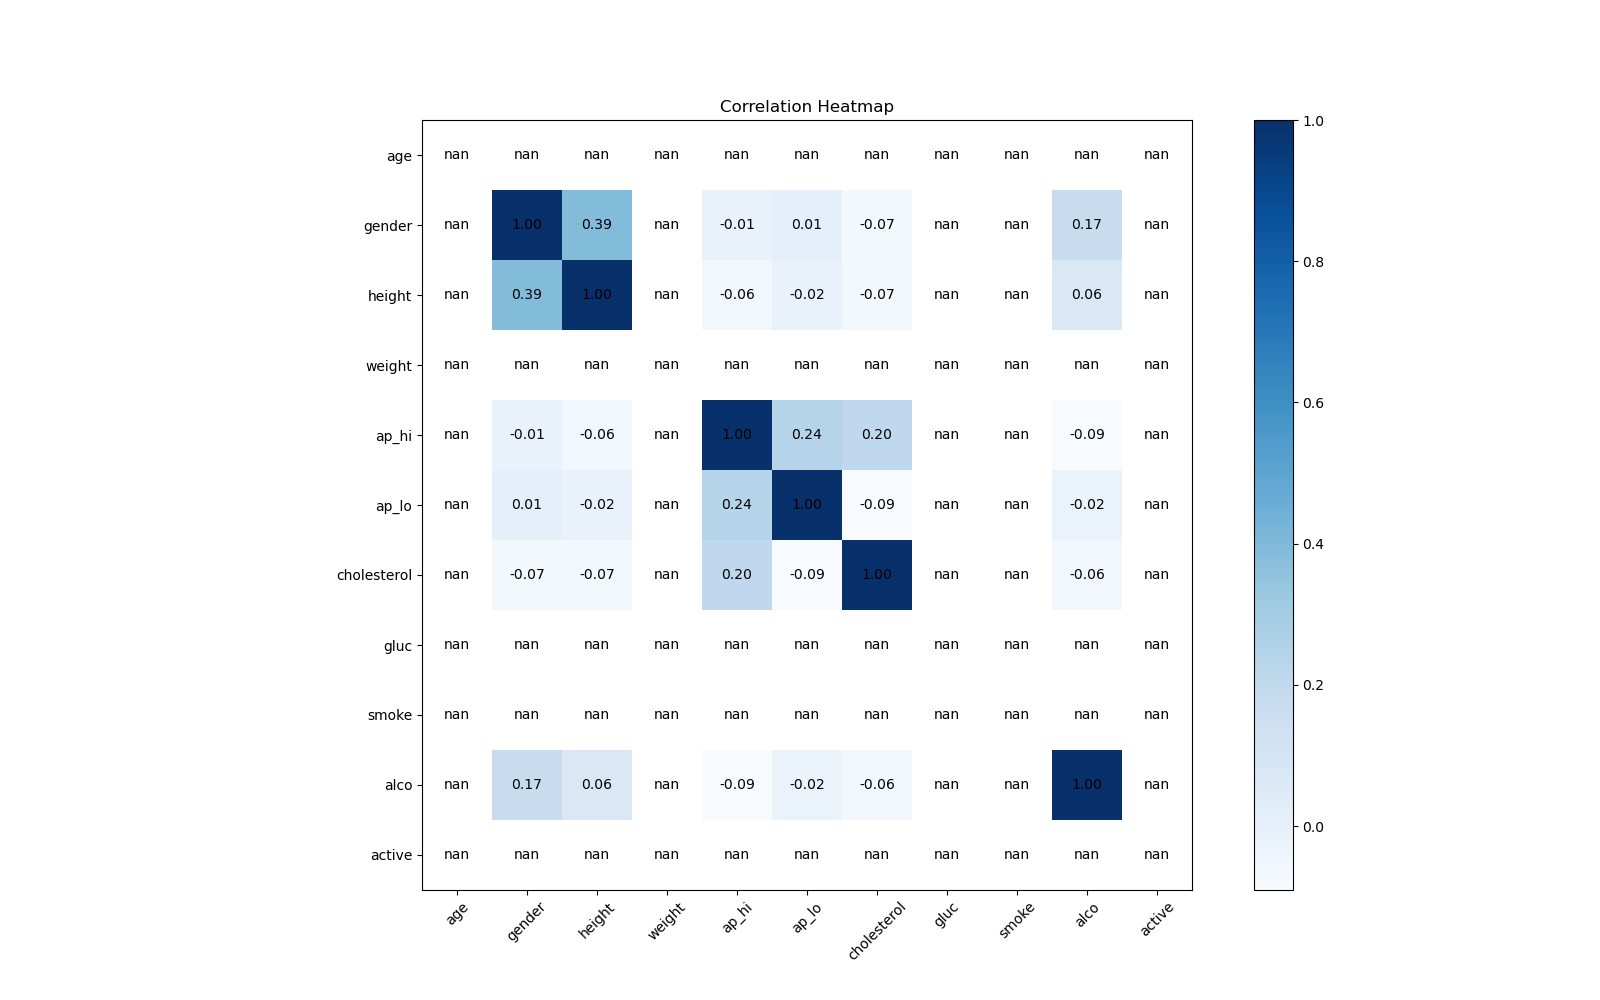 Correlation Heatmap
age nan nan nan nan nan nan nan nan nan nan nan
gender nan 1.00 0.39 nan -0.01 0.01 -0.07 nan nan 0.17 nan
height nan 0.39 1.00 nan -0.06 -0.02 -0.07 nan nan 0.06 nan
weight nan nan nan nan nan nan nan nan nan nan nan
ap_hi nan -0.01 -0.06 nan 1.00 0.24 0.20 nan nan -0.09 nan
ap_lo nan 0.01 -0.02 nan 0.24 1.00 -0.09 nan nan -0.02 nan
cholesterol nan -0.07 -0.07 nan 0.20 -0.09 1.00 nan nan -0.06 nan
gluc nan nan nan nan nan nan nan nan nan nan nan
smoke nan nan nan nan nan nan nan nan nan nan nan
alco nan 0.17 0.06 nan -0.09 -0.02 -0.06 nan nan 1.00 nan
active nan nan nan nan nan nan nan nan nan nan nan
age gender height weight ap_hi ap_lo cholesterol gluc smoke alco active
1.0
0.8
0.6
0.4
0.2
0.0